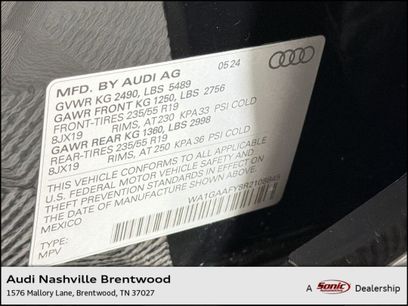 MFD. BY AUDI AG 05 24
GVWR KG 2490, LBS 5489
GAWR FRONT KG 1250, LBS 2756
FRONT-TIRES 235/55 R19
8JX19 RIMS, AT 230 KPA33 PSI COLD
GAWR REAR KG 1360, LBS 2998
REAR-TIRES 235/55 R19
8JX19 RIMS, AT 250 KPA36 PSI COLD
THIS VEHICLE CONFORMS TO ALL APPLICABLE
U.S. FEDERAL MOTOR VEHICLE SAFETY, BUMPER
AND THEFT PREVENTION STANDARDS IN EFFECT ON
THE DATE OF MANUFACTURE SHOWN ABOVE.
MEXICO
TYPE:
MPV
Audi Nashville Brentwood
1576 Mallory Lane, Brentwood, TN 37027
A Sonic Dealership